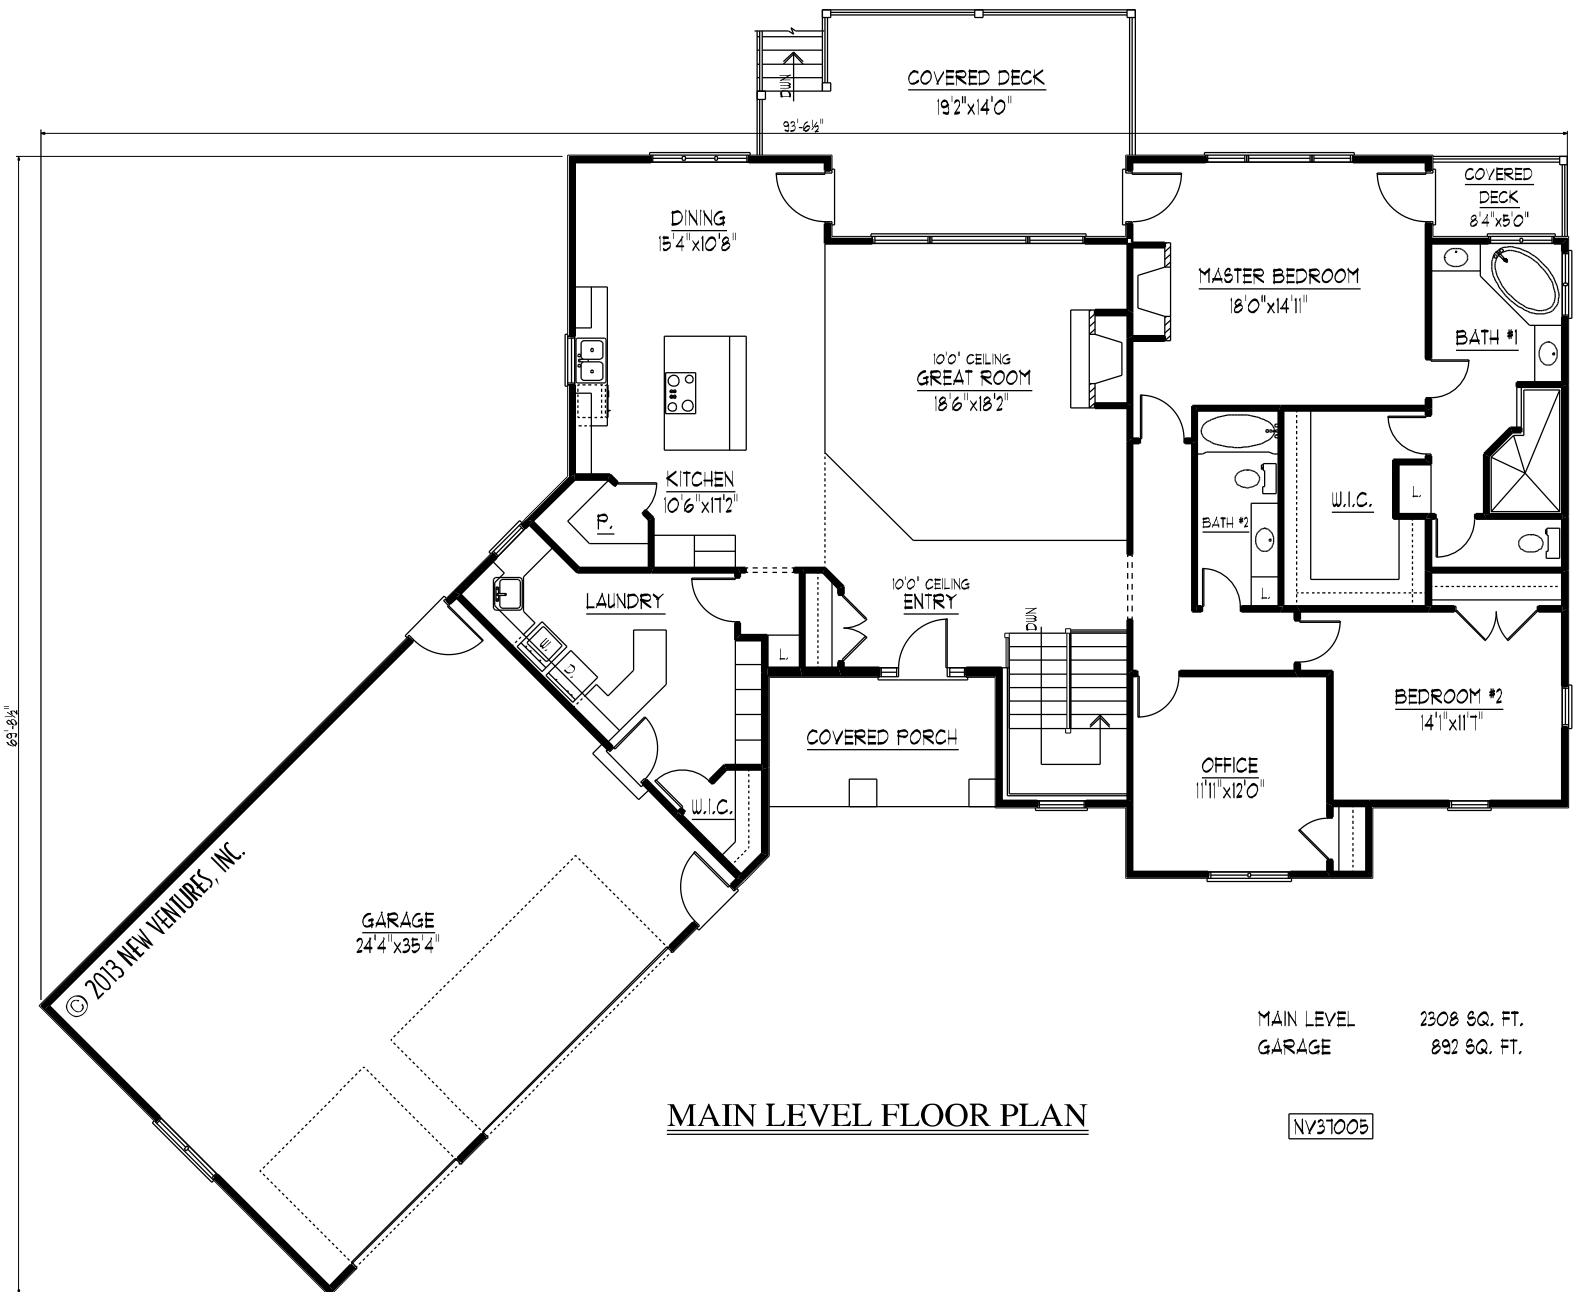 COVERED DECK
19'2"x14'0"
DWN
93'-6½"
COVERED
DECK
8'4"x5'0"
DINING
15'4"x10'8"
MASTER BEDROOM
18'0"x14'11"
BATH #1
10'0" CEILING
GREAT ROOM
18'6"x18'2"
KITCHEN
10'6"x17'2"
P.
W.I.C.
L.
BATH #2
L.
10'0" CEILING
ENTRY
LAUNDRY
W.
D.
L.
DWN
69'-8½"
COVERED PORCH
BEDROOM #2
14'1"x11'7"
OFFICE
11'11"x12'0"
W.I.C.
GARAGE
24'4"x35'4"
© 2013 NEW VENTURES, INC.
MAIN LEVEL 2308 SQ. FT.
GARAGE 892 SQ. FT.
MAIN LEVEL FLOOR PLAN
NV37005